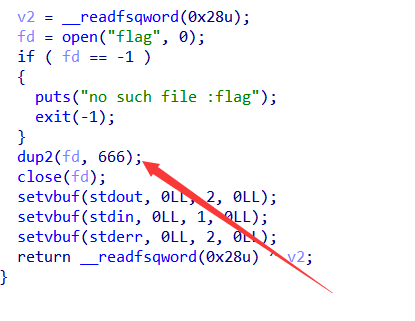 v2 = __readfsqword(0x28u);
fd = open("flag", 0);
if ( fd == -1 )
{
puts("no such file :flag");
exit(-1);
}
dup2(fd, 666);
close(fd);
setvbuf(stdout, 0LL, 2, 0LL);
setvbuf(stdin, 0LL, 1, 0LL);
setvbuf(stderr, 0LL, 2, 0LL);
return __readfsqword(0x28u) ^ v2;
}